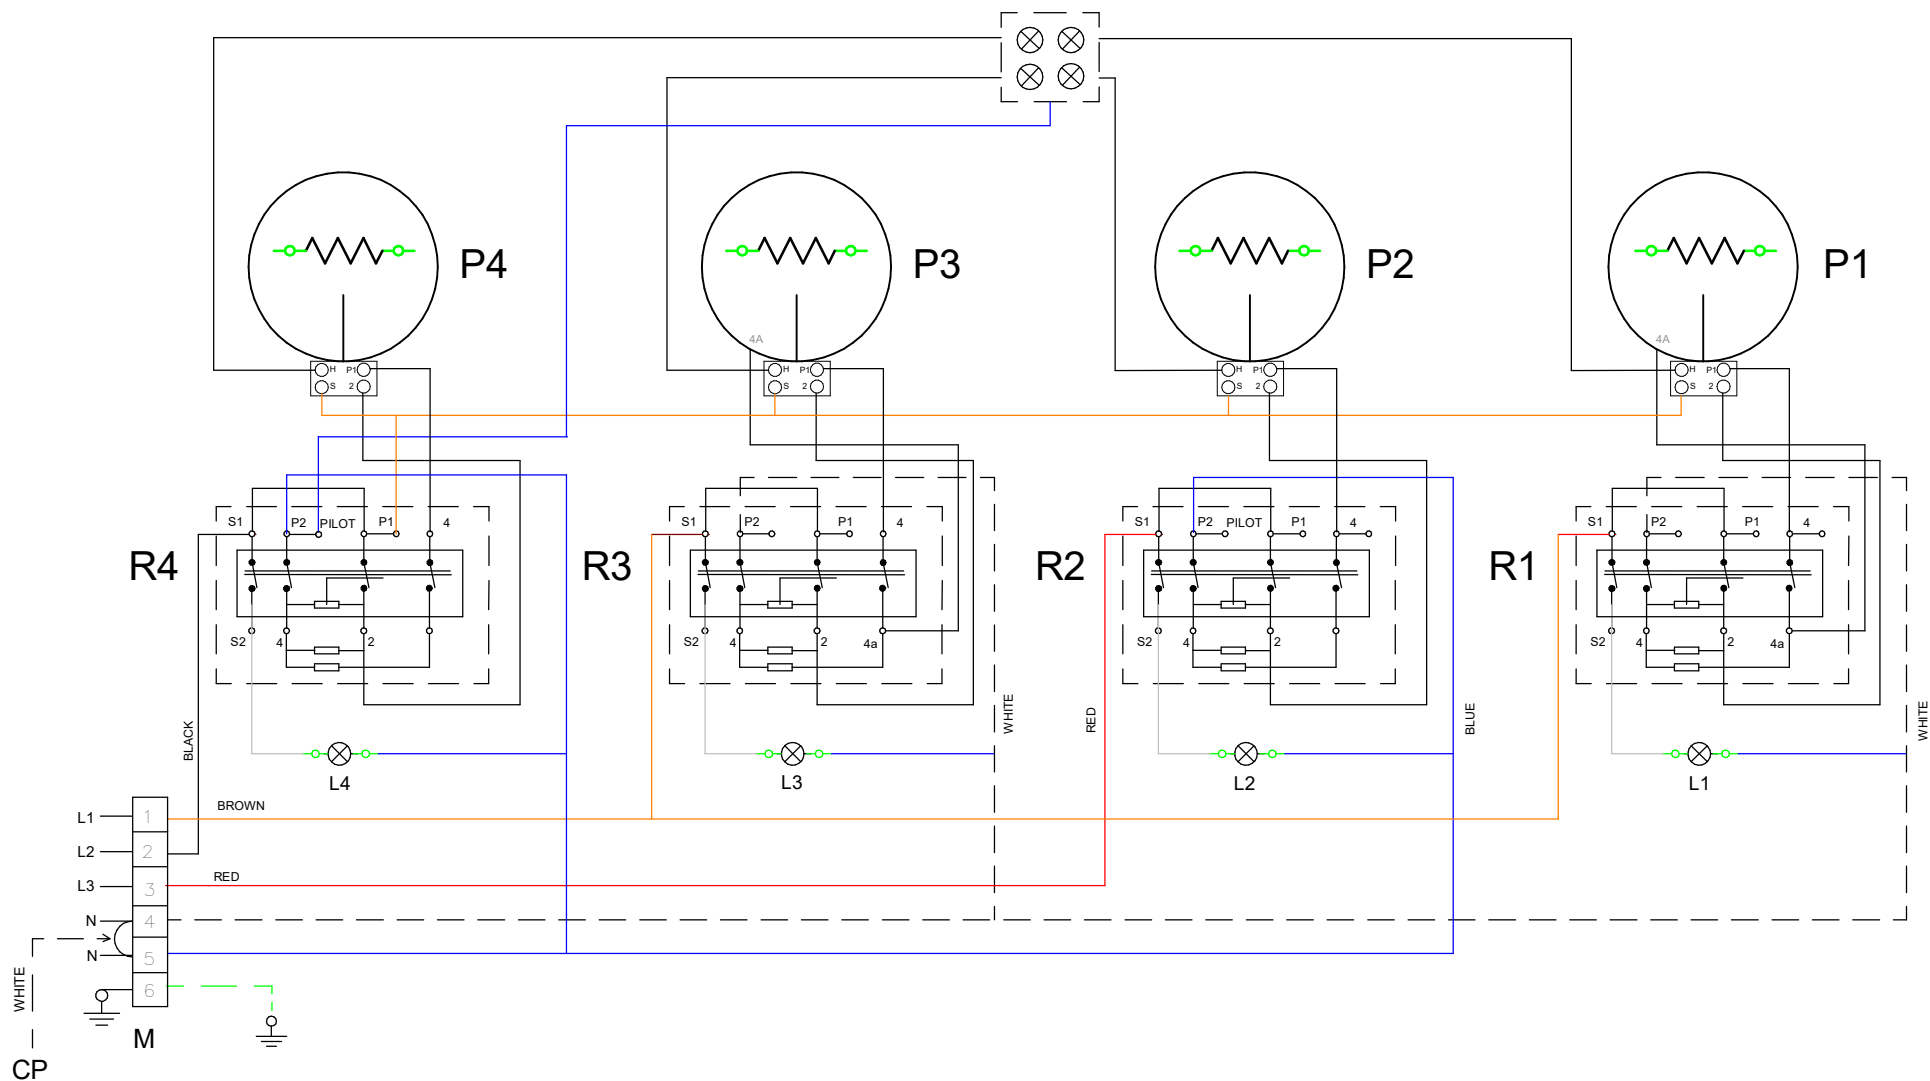 P4
P3
P2
P1
4A
4A
H P1
S 2
H P1
S 2
H P1
S 2
H P1
S 2
S1 P2 PILOT P1 4
S1 P2 P1 4
S1 P2 PILOT P1 4
S1 P2 P1 4
R4
R3
R2
R1
S2 4 2
S2 4 2 4a
S2 4 2
S2 4 2 4a
BLACK
WHITE
RED
BLUE
WHITE
L4
L3
L2
L1
BROWN
RED
L1 1
L2 2
L3 3
N 4
N 5
6
WHITE
M
CP